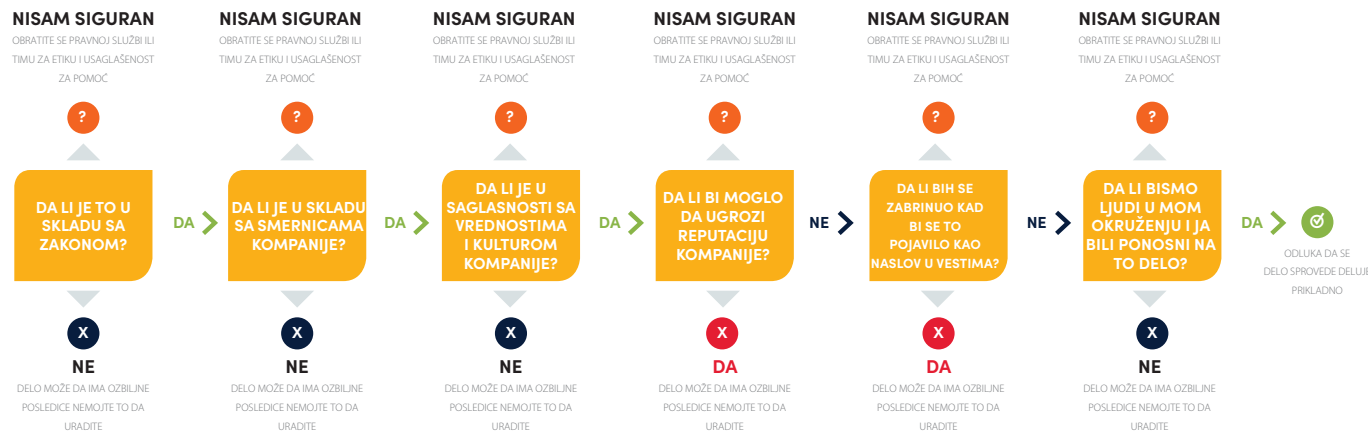 NISAM SIGURAN
OBRATITE SE PRAVNOJ SLUŽBI ILI
TIMU ZA ETIKU I USAGLAŠENOST
ZA POMOĆ
?
DA LI JE TO U
SKLADU SA
ZAKONOM?
X
NE
DELO MOŽE DA IMA OZBILJNE
POSLEDICE NEMOJTE TO DA
URADITE
DA
NISAM SIGURAN
OBRATITE SE PRAVNOJ SLUŽBI ILI
TIMU ZA ETIKU I USAGLAŠENOST
ZA POMOĆ
?
DA LI JE U SKLADU
SA SMERNICAMA
KOMPANIJE?
X
NE
DELO MOŽE DA IMA OZBILJNE
POSLEDICE NEMOJTE TO DA
URADITE
DA
NISAM SIGURAN
OBRATITE SE PRAVNOJ SLUŽBI ILI
TIMU ZA ETIKU I USAGLAŠENOST
ZA POMOĆ
?
DA LI JE U
SAGLASNOSTI SA
VREDNOSTIMA
I KULTUROM
KOMPANIJE?
X
NE
DELO MOŽE DA IMA OZBILJNE
POSLEDICE NEMOJTE TO DA
URADITE
DA
NISAM SIGURAN
OBRATITE SE PRAVNOJ SLUŽBI ILI
TIMU ZA ETIKU I USAGLAŠENOST
ZA POMOĆ
?
DA LI BI MOGLO
DA UGROZI
REPUTACIJU
KOMPANIJE?
X
DA
DELO MOŽE DA IMA OZBILJNE
POSLEDICE NEMOJTE TO DA
URADITE
NE
NISAM SIGURAN
OBRATITE SE PRAVNOJ SLUŽBI ILI
TIMU ZA ETIKU I USAGLAŠENOST
ZA POMOĆ
?
DA LI BIH SE
ZABRINUO KAD
BI SE TO
POJAVILO KAO
NASLOV U VESTIMA?
X
DA
DELO MOŽE DA IMA OZBILJNE
POSLEDICE NEMOJTE TO DA
URADITE
NE
NISAM SIGURAN
OBRATITE SE PRAVNOJ SLUŽBI ILI
TIMU ZA ETIKU I USAGLAŠENOST
ZA POMOĆ
?
DA LI BISMO
LJUDI U MOM
OKRUŽENJU I JA
BILI PONOSNI NA
TO DELO?
X
NE
DELO MOŽE DA IMA OZBILJNE
POSLEDICE NEMOJTE TO DA
URADITE
DA
ODLUKA DA SE
DELO SPROVEDE DELUJE
PRIKLADNO